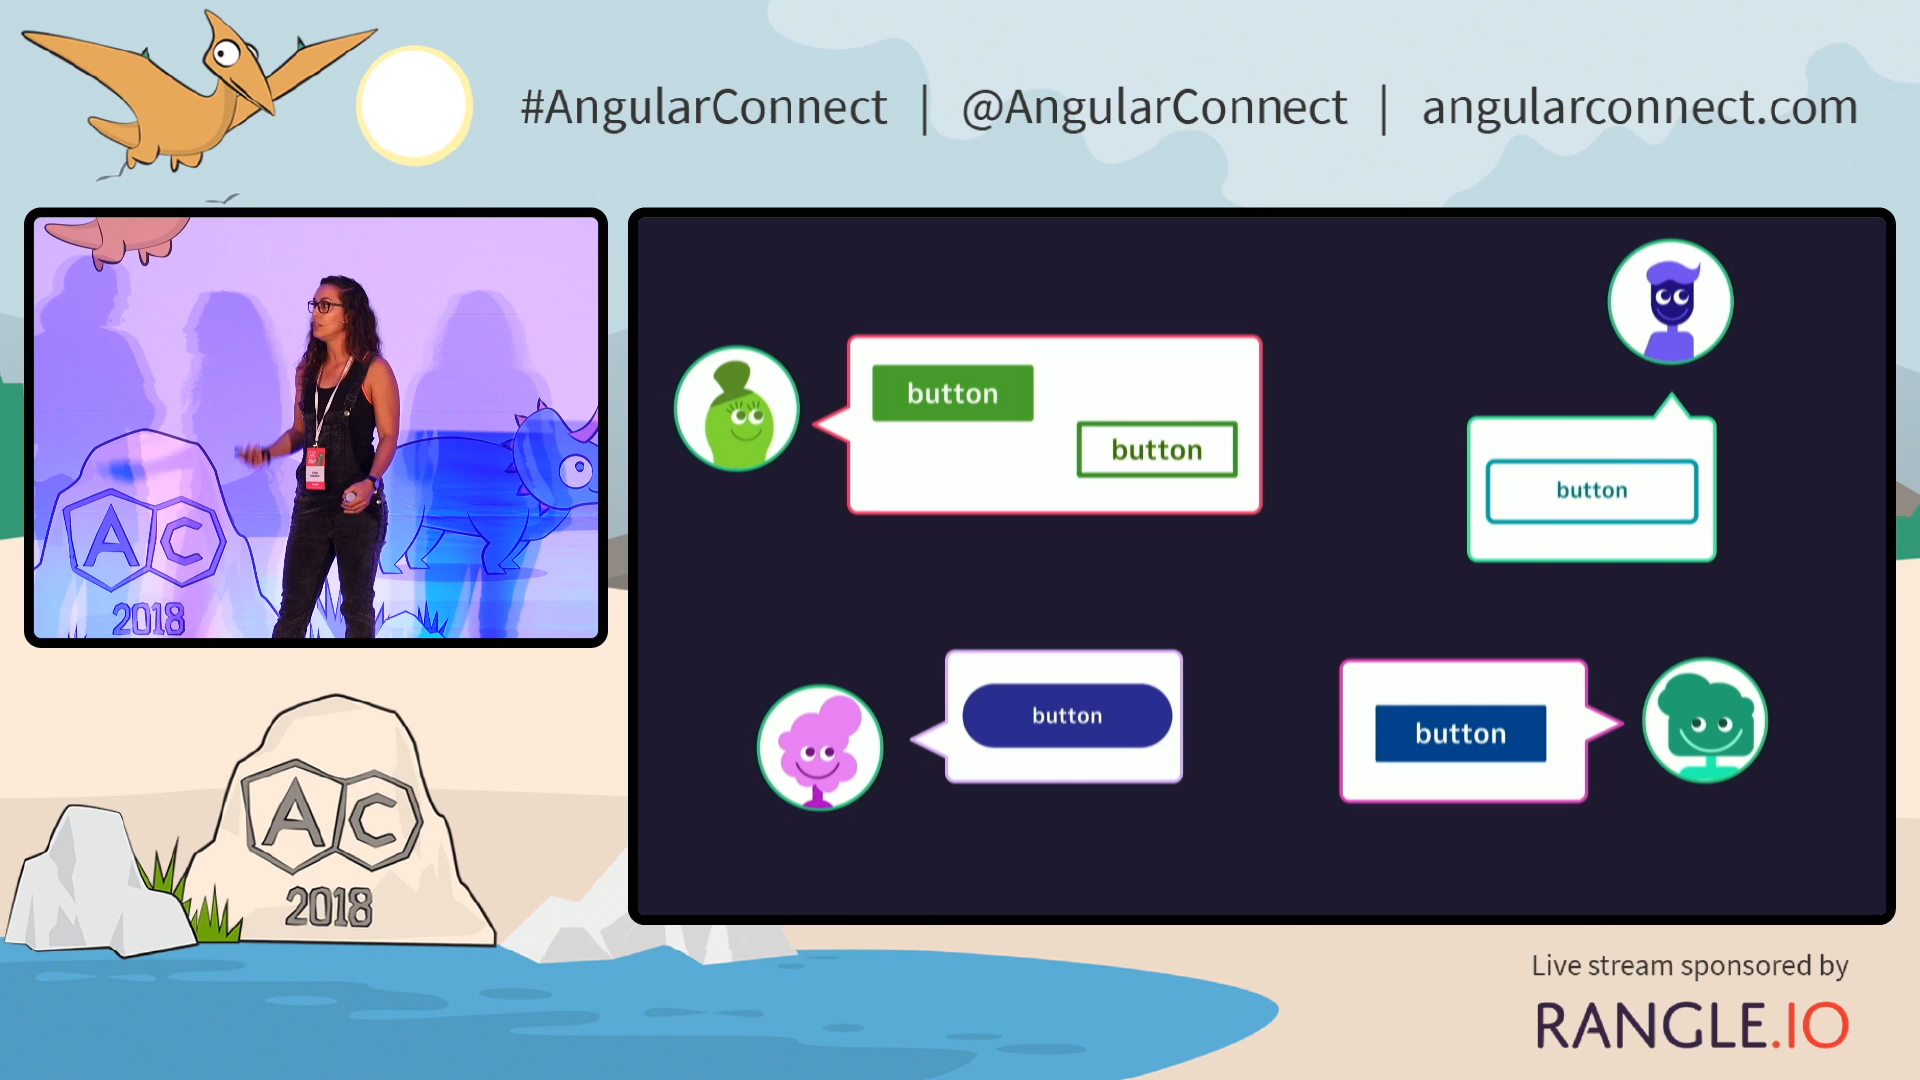 #AngularConnect | @AngularConnect | angularconnect.com
AC
2018
button
button
button
button
button
AC
2018
Live stream sponsored by
RANGLE.IO